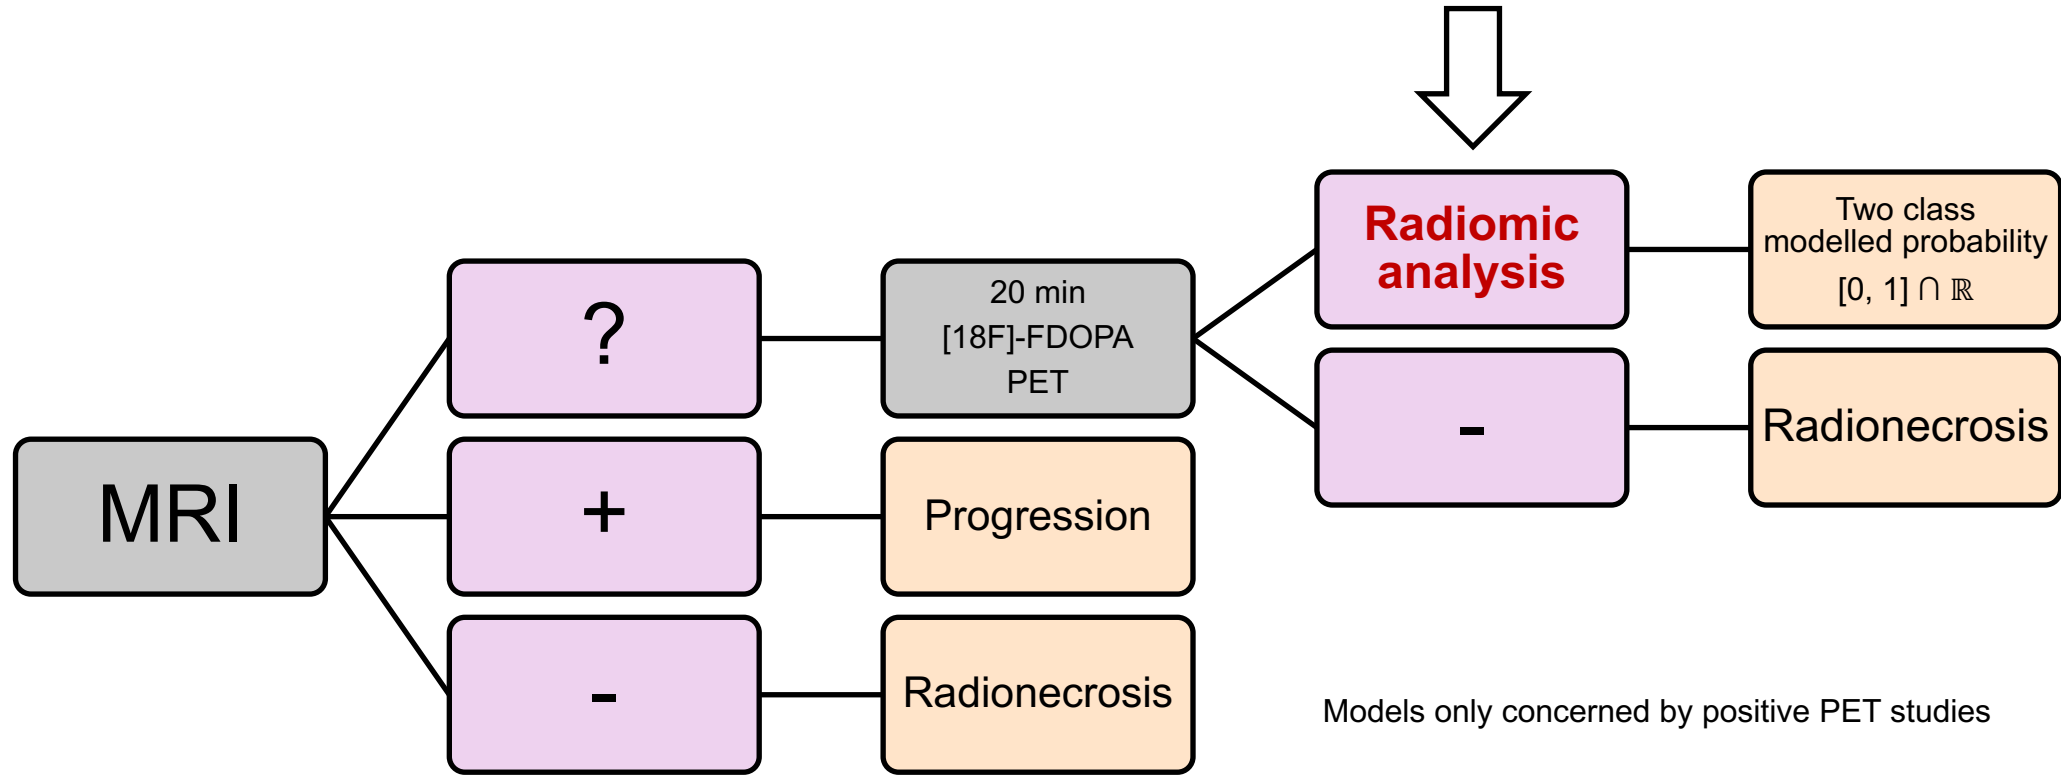 MRI
?
+
-
20 min
[18F]-FDOPA
PET
Progression
Radionecrosis
Radiomic
analysis
-
Two class
modelled probability
[0, 1] ∩ ℝ
Radionecrosis
Models only concerned by positive PET studies